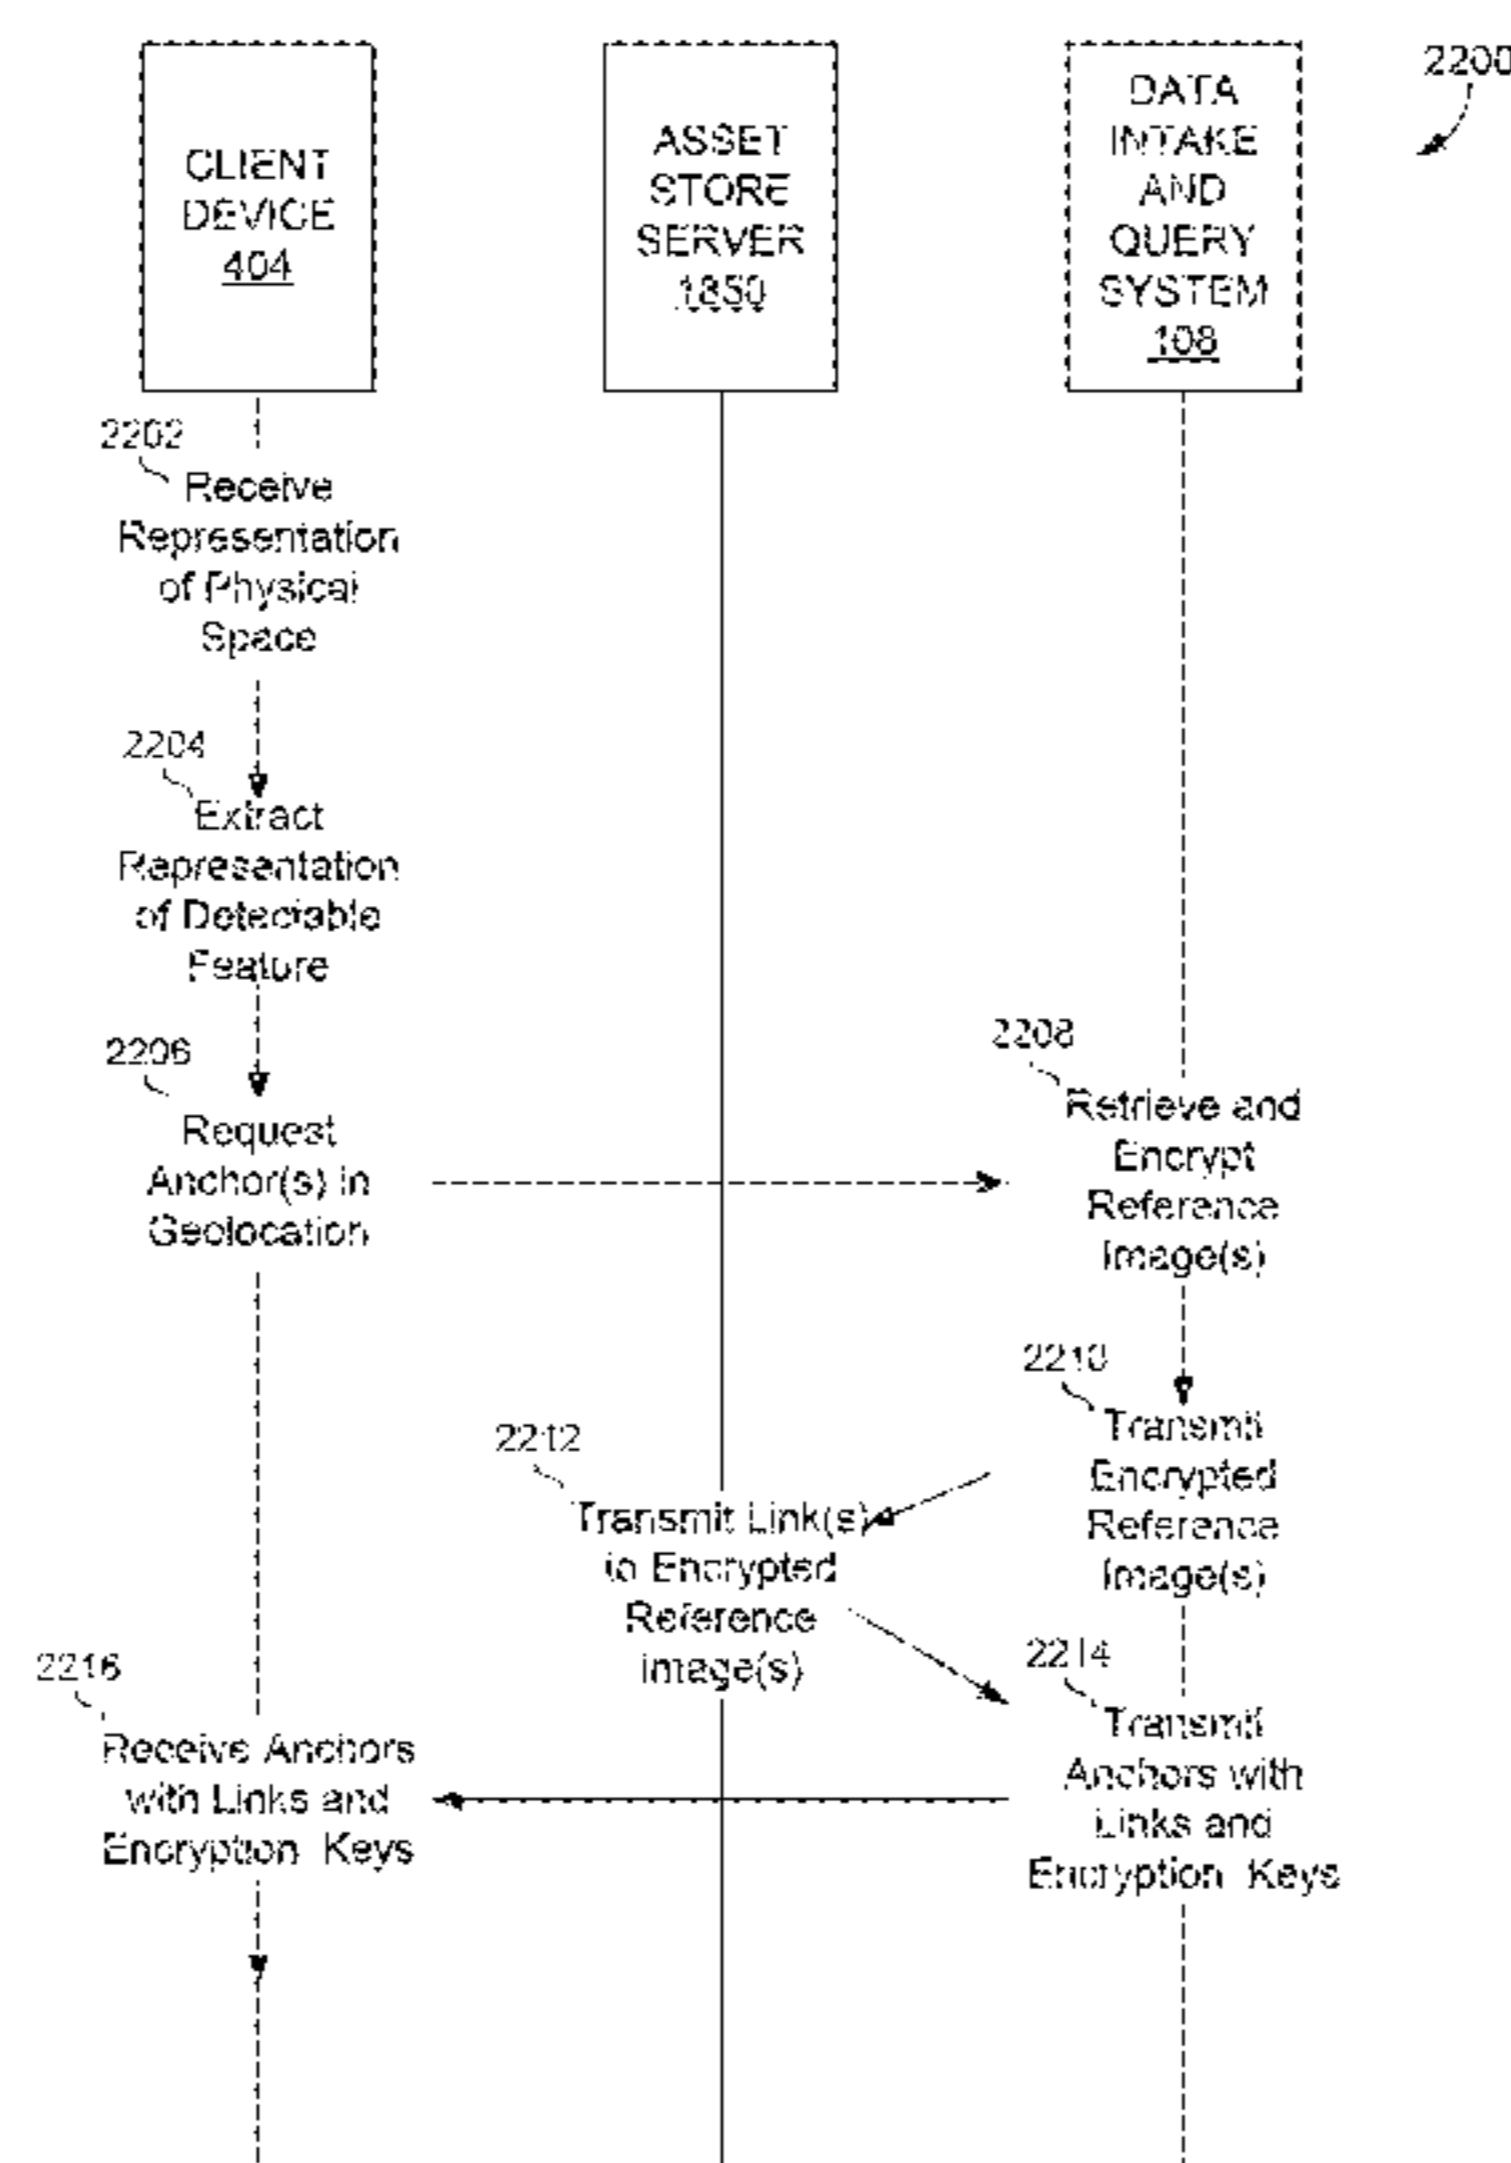 2200
CLIENT
DEVICE
404
ASSET
STORE
SERVER
1850
DATA
INTAKE
AND
QUERY
SYSTEM
108
2202
Receive
Representation
of Physical
Space
2204
Extract
Representation
of Detectable
Feature
2206
Request
Anchor(s) in
Geolocation
2208
Retrieve and
Encrypt
Reference
Image(s)
2210
Transmit
Encrypted
Reference
Image(s)
2212
Transmit Link(s)
to Encrypted
Reference
Image(s)
2214
Transmit
Anchors with
Links and
Encryption Keys
2216
Receive Anchors
with Links and
Encryption Keys